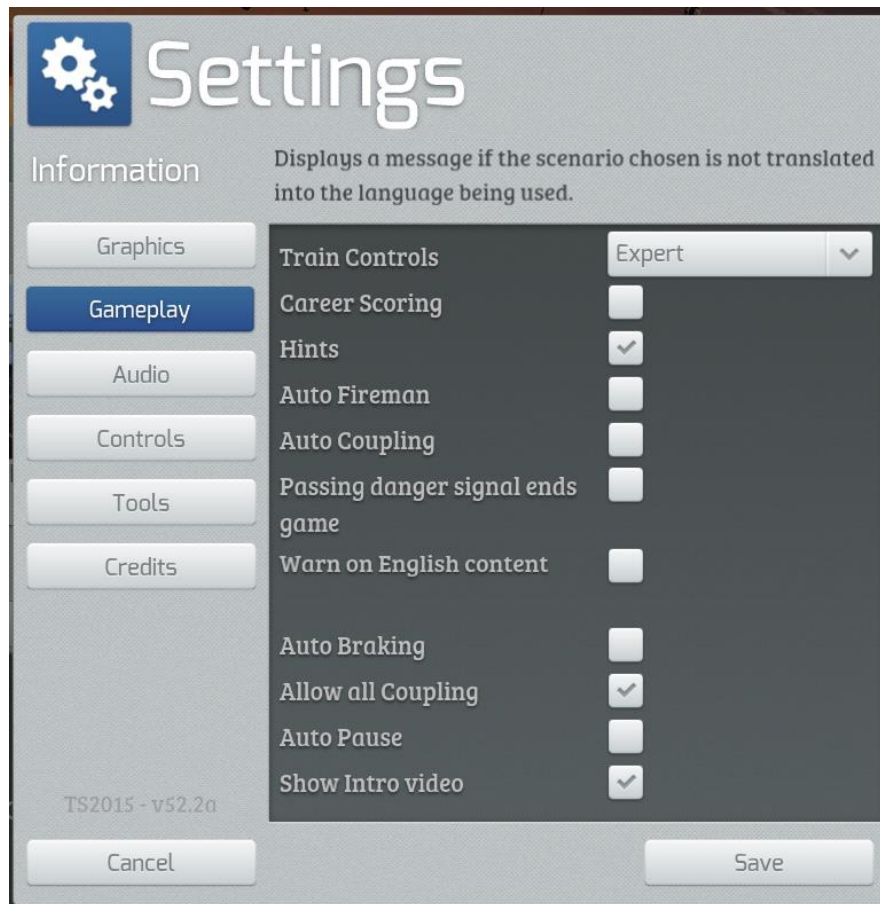 Settings
Information
Displays a message if the scenario chosen is not translated
into the language being used.
Graphics
Gameplay
Audio
Controls
Tools
Credits
TS2015 - v52.2a
Cancel
Train Controls Expert
Career Scoring
Hints
Auto Fireman
Auto Coupling
Passing danger signal ends
game
Warn on English content
Auto Braking
Allow all Coupling
Auto Pause
Show Intro video
Save